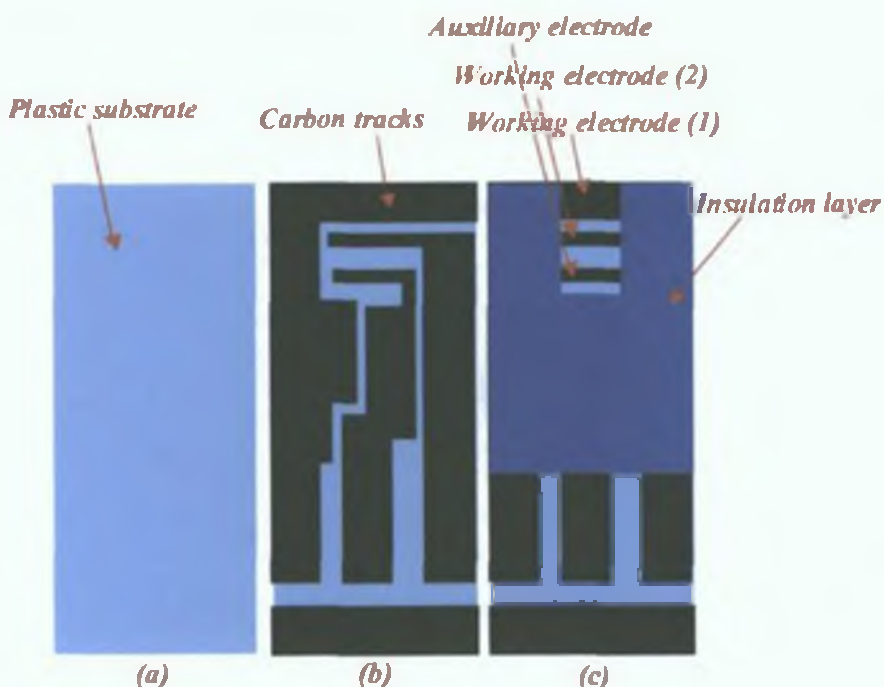 Auxiliary electrode
Working electrode (2)
Plastic substrate
Carbon tracks
Working electrode (1)
Insulation layer
(a)
(b)
(c)